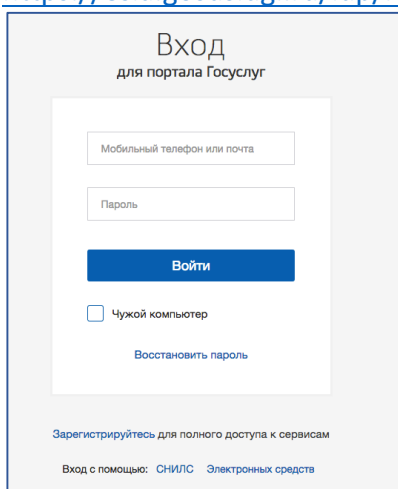 Вход
для портала Госуслуг
Мобильный телефон или почта
Пароль
Войти
Чужой компьютер
Восстановить пароль
Зарегистрируйтесь для полного доступа к сервисам
Вход с помощью: СНИЛС Электронных средств